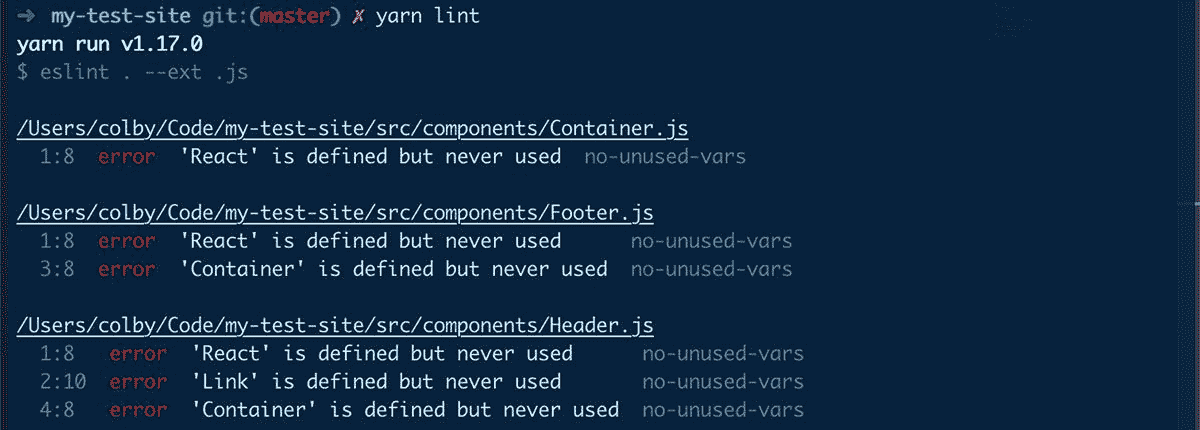 ➜ my-test-site git:(master) ✗ yarn lint
yarn run v1.17.0
$ eslint . --ext .js
/Users/colby/Code/my-test-site/src/components/Container.js
1:8 error 'React' is defined but never used no-unused-vars
/Users/colby/Code/my-test-site/src/components/Footer.js
1:8 error 'React' is defined but never used no-unused-vars
3:8 error 'Container' is defined but never used no-unused-vars
/Users/colby/Code/my-test-site/src/components/Header.js
1:8 error 'React' is defined but never used no-unused-vars
2:10 error 'Link' is defined but never used no-unused-vars
4:8 error 'Container' is defined but never used no-unused-vars